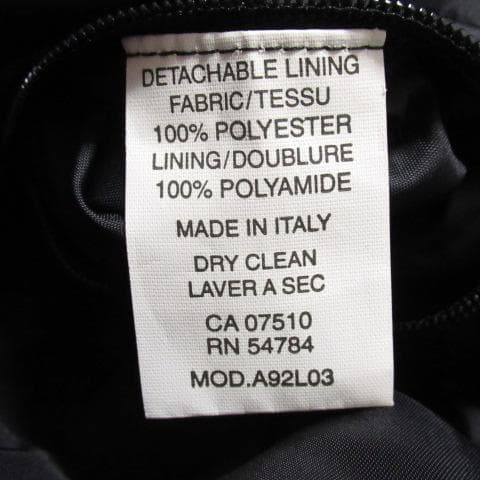 DETACHABLE LINING
FABRIC/TESSU
100% POLYESTER
LINING/DOUBLURE
100% POLYAMIDE
MADE IN ITALY
DRY CLEAN
LAVER A SEC
CA 07510
RN 54784
MOD.A92L03